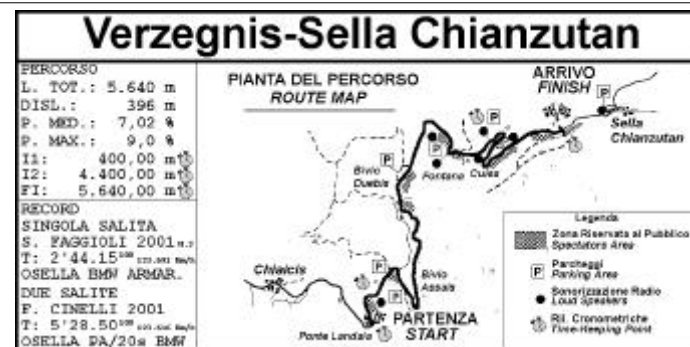 Verzegnis-Sella Chianzutan
PERCORSO
L. TOT.: 5.640 m
DISL.: 396 m
P. MED.: 7,02 %
P. MAX.: 9,0 %
I1: 400,00 m
I2: 4.400,00 m
FI: 5.640,00 m
RECORD
SINGOLA SALITA
S. FAGGIOLI 2001
T: 2'44.15
OSELLA BMW ARMAR.
DUE SALITE
F. CINELLI 2001
T: 5'28.50
OSELLA PA/20s BMW
PIANTA DEL PERCORSO
ROUTE MAP
ARRIVO
FINISH
P
Sella
Chianzutan
P
P
Fontana
P
Bivio
Duebis
Chialcis
P
Bivio
Assais
P
PARTENZA
START
Ponte Landaia
Legenda
Zona Riservata al Pubblico
Spectators Area
P
Parcheggi
Parking Area
Sonorizzazione Radio
Loud Speakers
Ril. Cronometriche
Time-Keeping Point